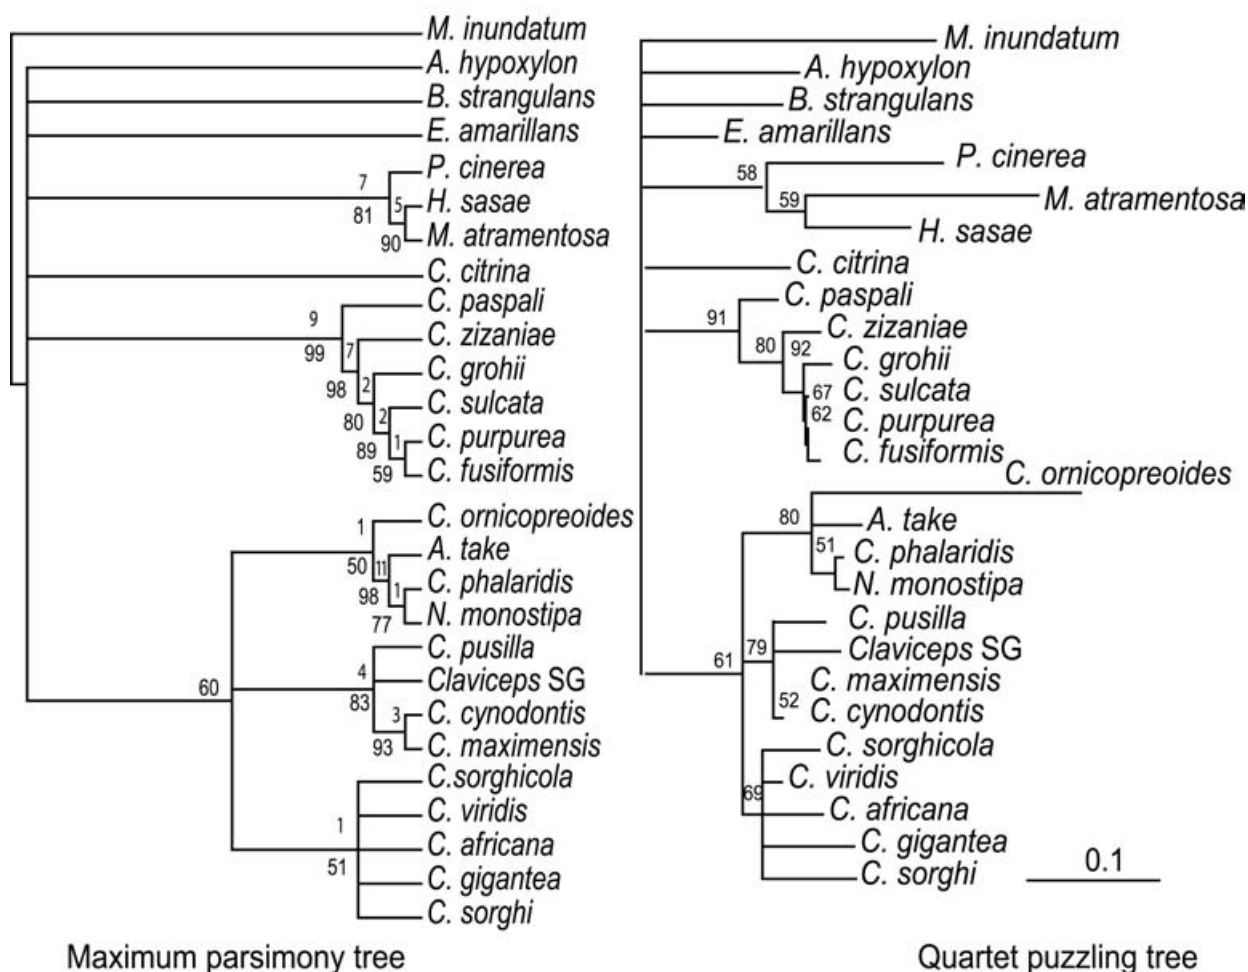 M. inundatum
A. hypoxylon
B. strangulans
E. amarillans
P. cinerea
7
H. sasae
5
81
M. atramentosa
90
C. citrina
C. paspali
9
C. zizaniae
99
7
C. grohii
98
2
C. sulcata
80
2
C. purpurea
89
1
C. fusiformis
59
C. ornicopreoides
1
A. take
50
11
C. phalaridis
98
1
N. monostipa
77
C. pusilla
60
4
Claviceps SG
83
C. cynodontis
3
C. maximensis
93
C.sorghicola
C. viridis
1
C. africana
51
C. gigantea
C. sorghi
Maximum parsimony tree
M. inundatum
A. hypoxylon
B. strangulans
E. amarillans
P. cinerea
58
M. atramentosa
59
H. sasae
C. citrina
C. paspali
91
C. zizaniae
80
92
C. grohii
C. sulcata
67
C. purpurea
62
C. fusiformis
C. ornicopreoides
80
A. take
51
C. phalaridis
N. monostipa
C. pusilla
79
Claviceps SG
61
C. maximensis
52
C. cynodontis
C. sorghicola
C. viridis
69
C. africana
C. gigantea
C. sorghi
0.1
Quartet puzzling tree